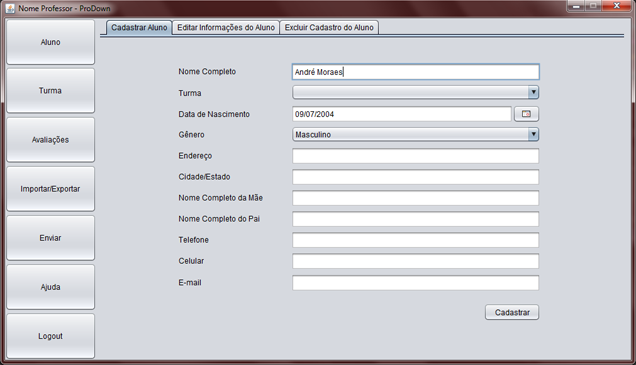 Nome Professor - ProDown
Aluno
Turma
Avaliações
Importar/Exportar
Enviar
Ajuda
Logout
Cadastrar Aluno Editar Informações do Aluno Excluir Cadastro do Aluno
Nome Completo André Moraes
Turma
Data de Nascimento 09/07/2004
Gênero Masculino
Endereço
Cidade/Estado
Nome Completo da Mãe
Nome Completo do Pai
Telefone
Celular
E-mail
Cadastrar